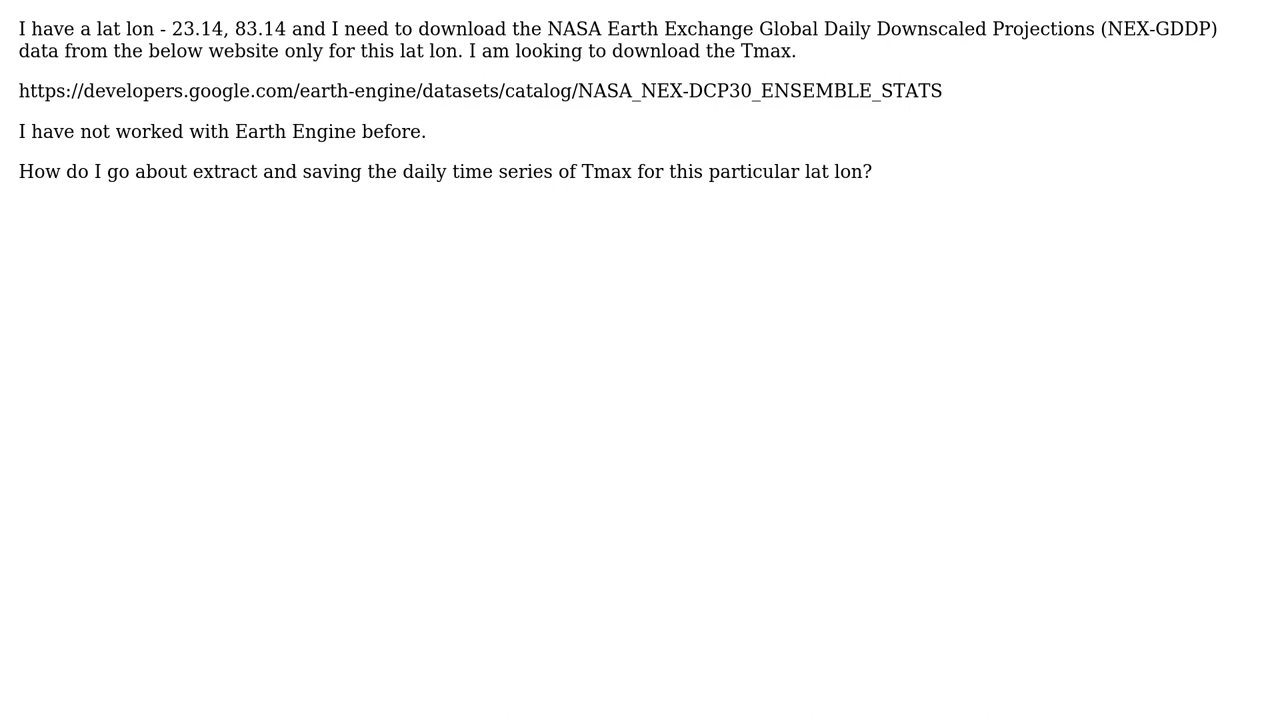 I have a lat lon - 23.14, 83.14 and I need to download the NASA Earth Exchange Global Daily Downscaled Projections (NEX-GDDP)
data from the below website only for this lat lon. I am looking to download the Tmax.
https://developers.google.com/earth-engine/datasets/catalog/NASA_NEX-DCP30_ENSEMBLE_STATS
I have not worked with Earth Engine before.
How do I go about extract and saving the daily time series of Tmax for this particular lat lon?